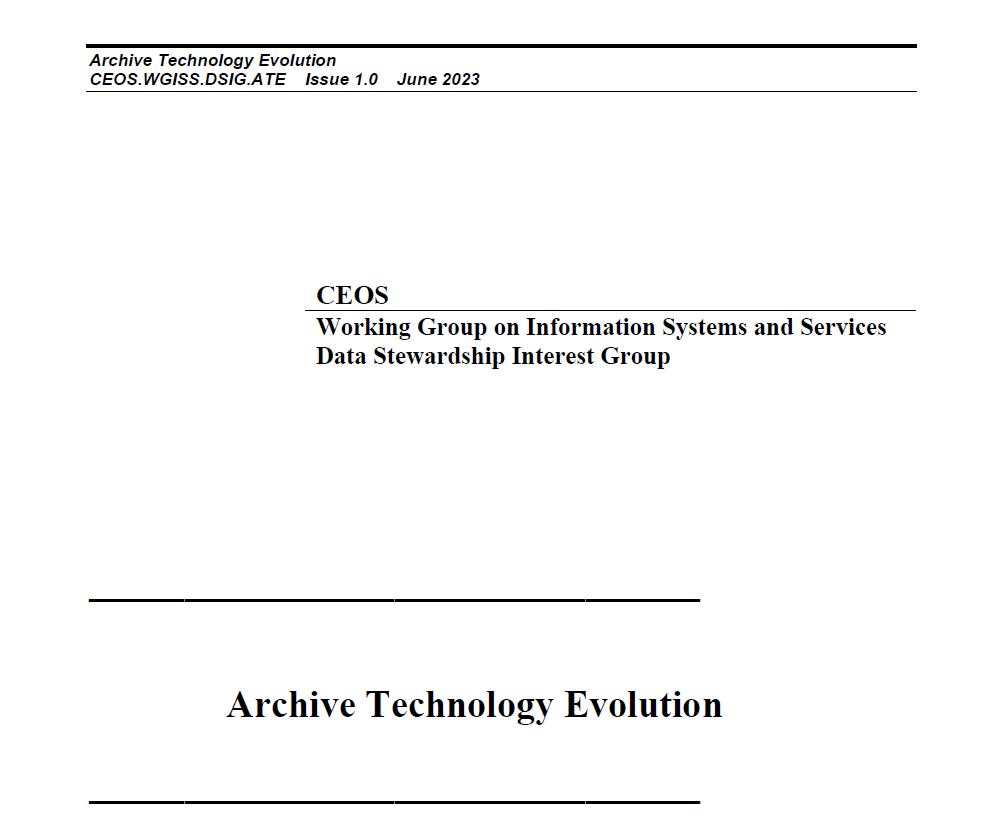 Archive Technology Evolution
CEOS.WGISS.DSIG.ATE Issue 1.0 June 2023
CEOS
Working Group on Information Systems and Services
Data Stewardship Interest Group
Archive Technology Evolution